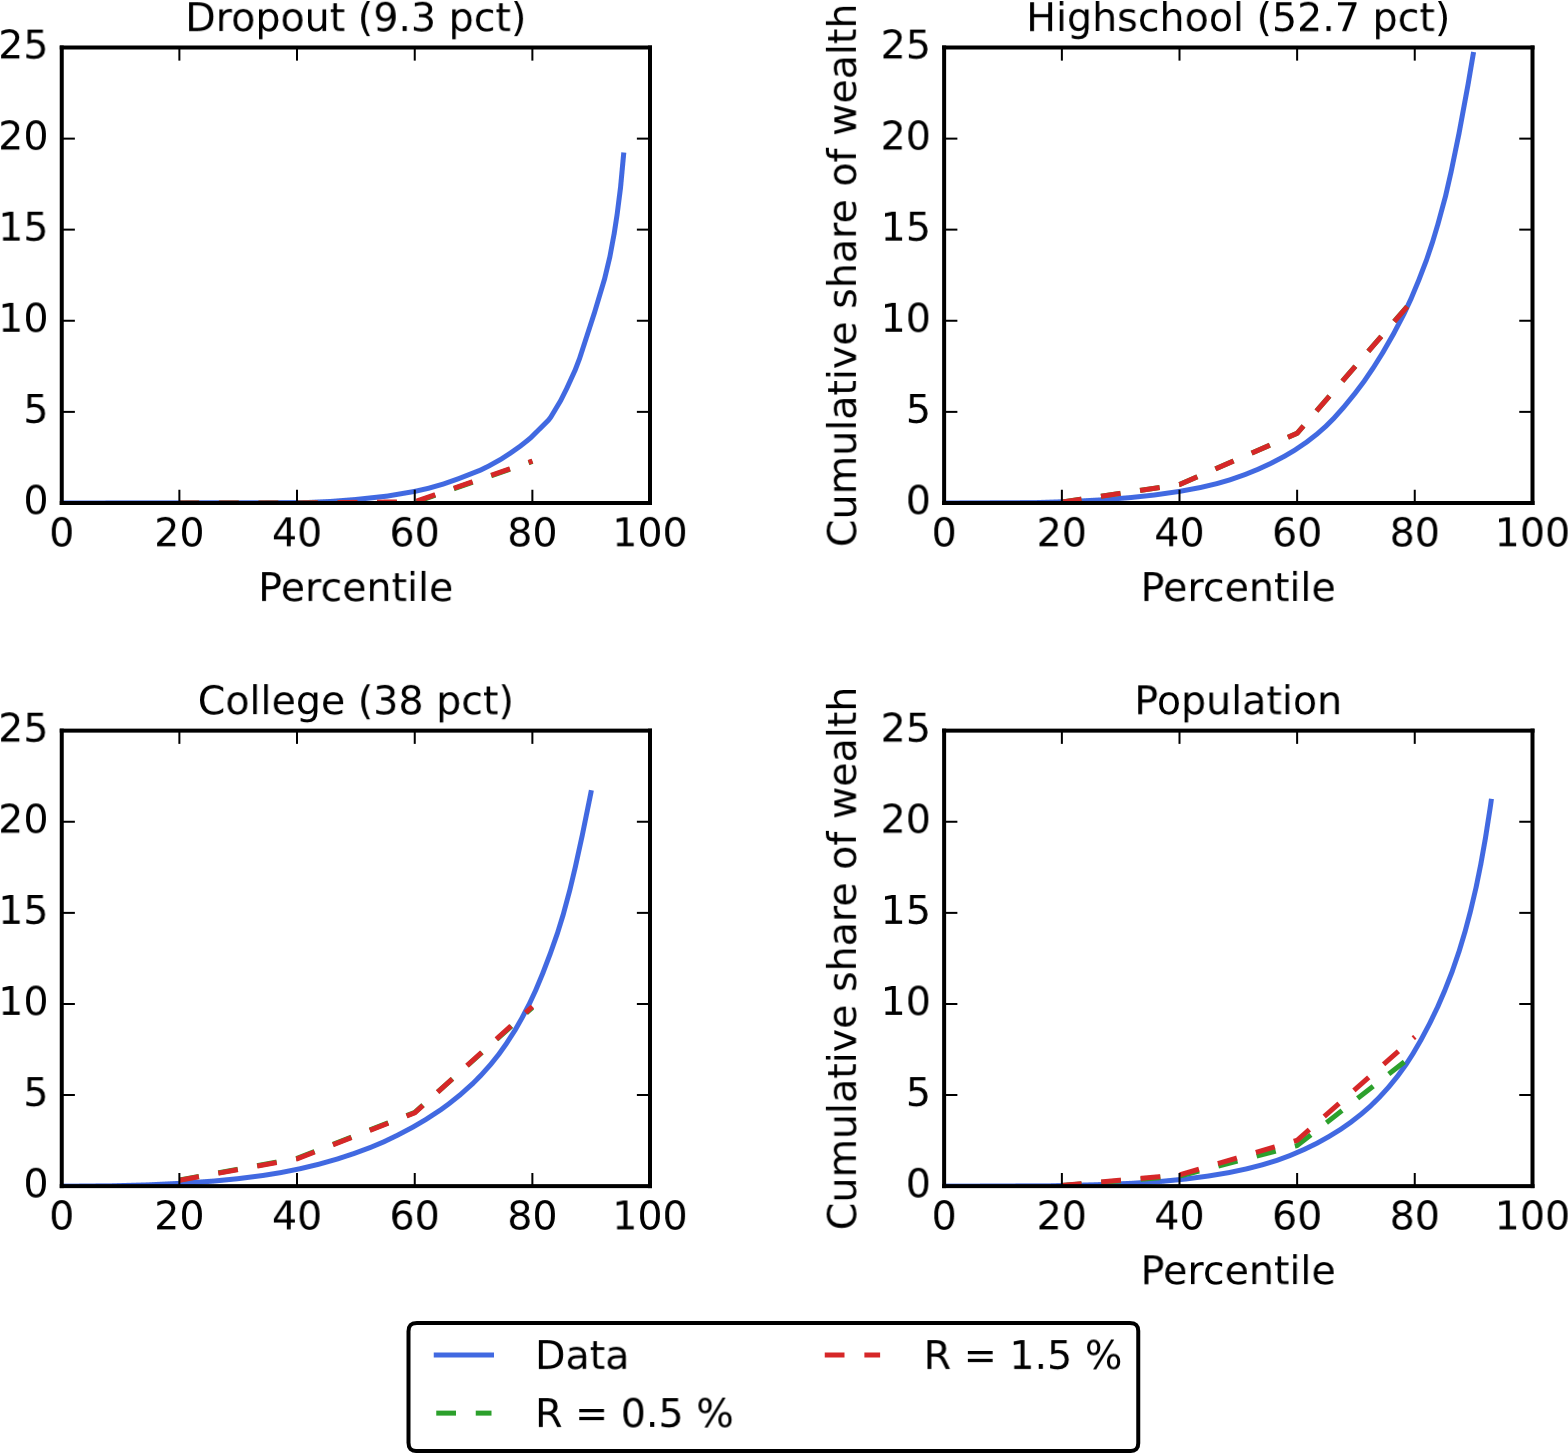 Dropout (9.3 pct)
25
20
15
10
5
0
0 20 40 60 80 100
Percentile
Highschool (52.7 pct)
Cumulative share of wealth
25
20
15
10
5
0
0 20 40 60 80 100
Percentile
College (38 pct)
25
20
15
10
5
0
0 20 40 60 80 100
Population
Cumulative share of wealth
25
20
15
10
5
0
0 20 40 60 80 100
Percentile
Data
R = 1.5 %
R = 0.5 %